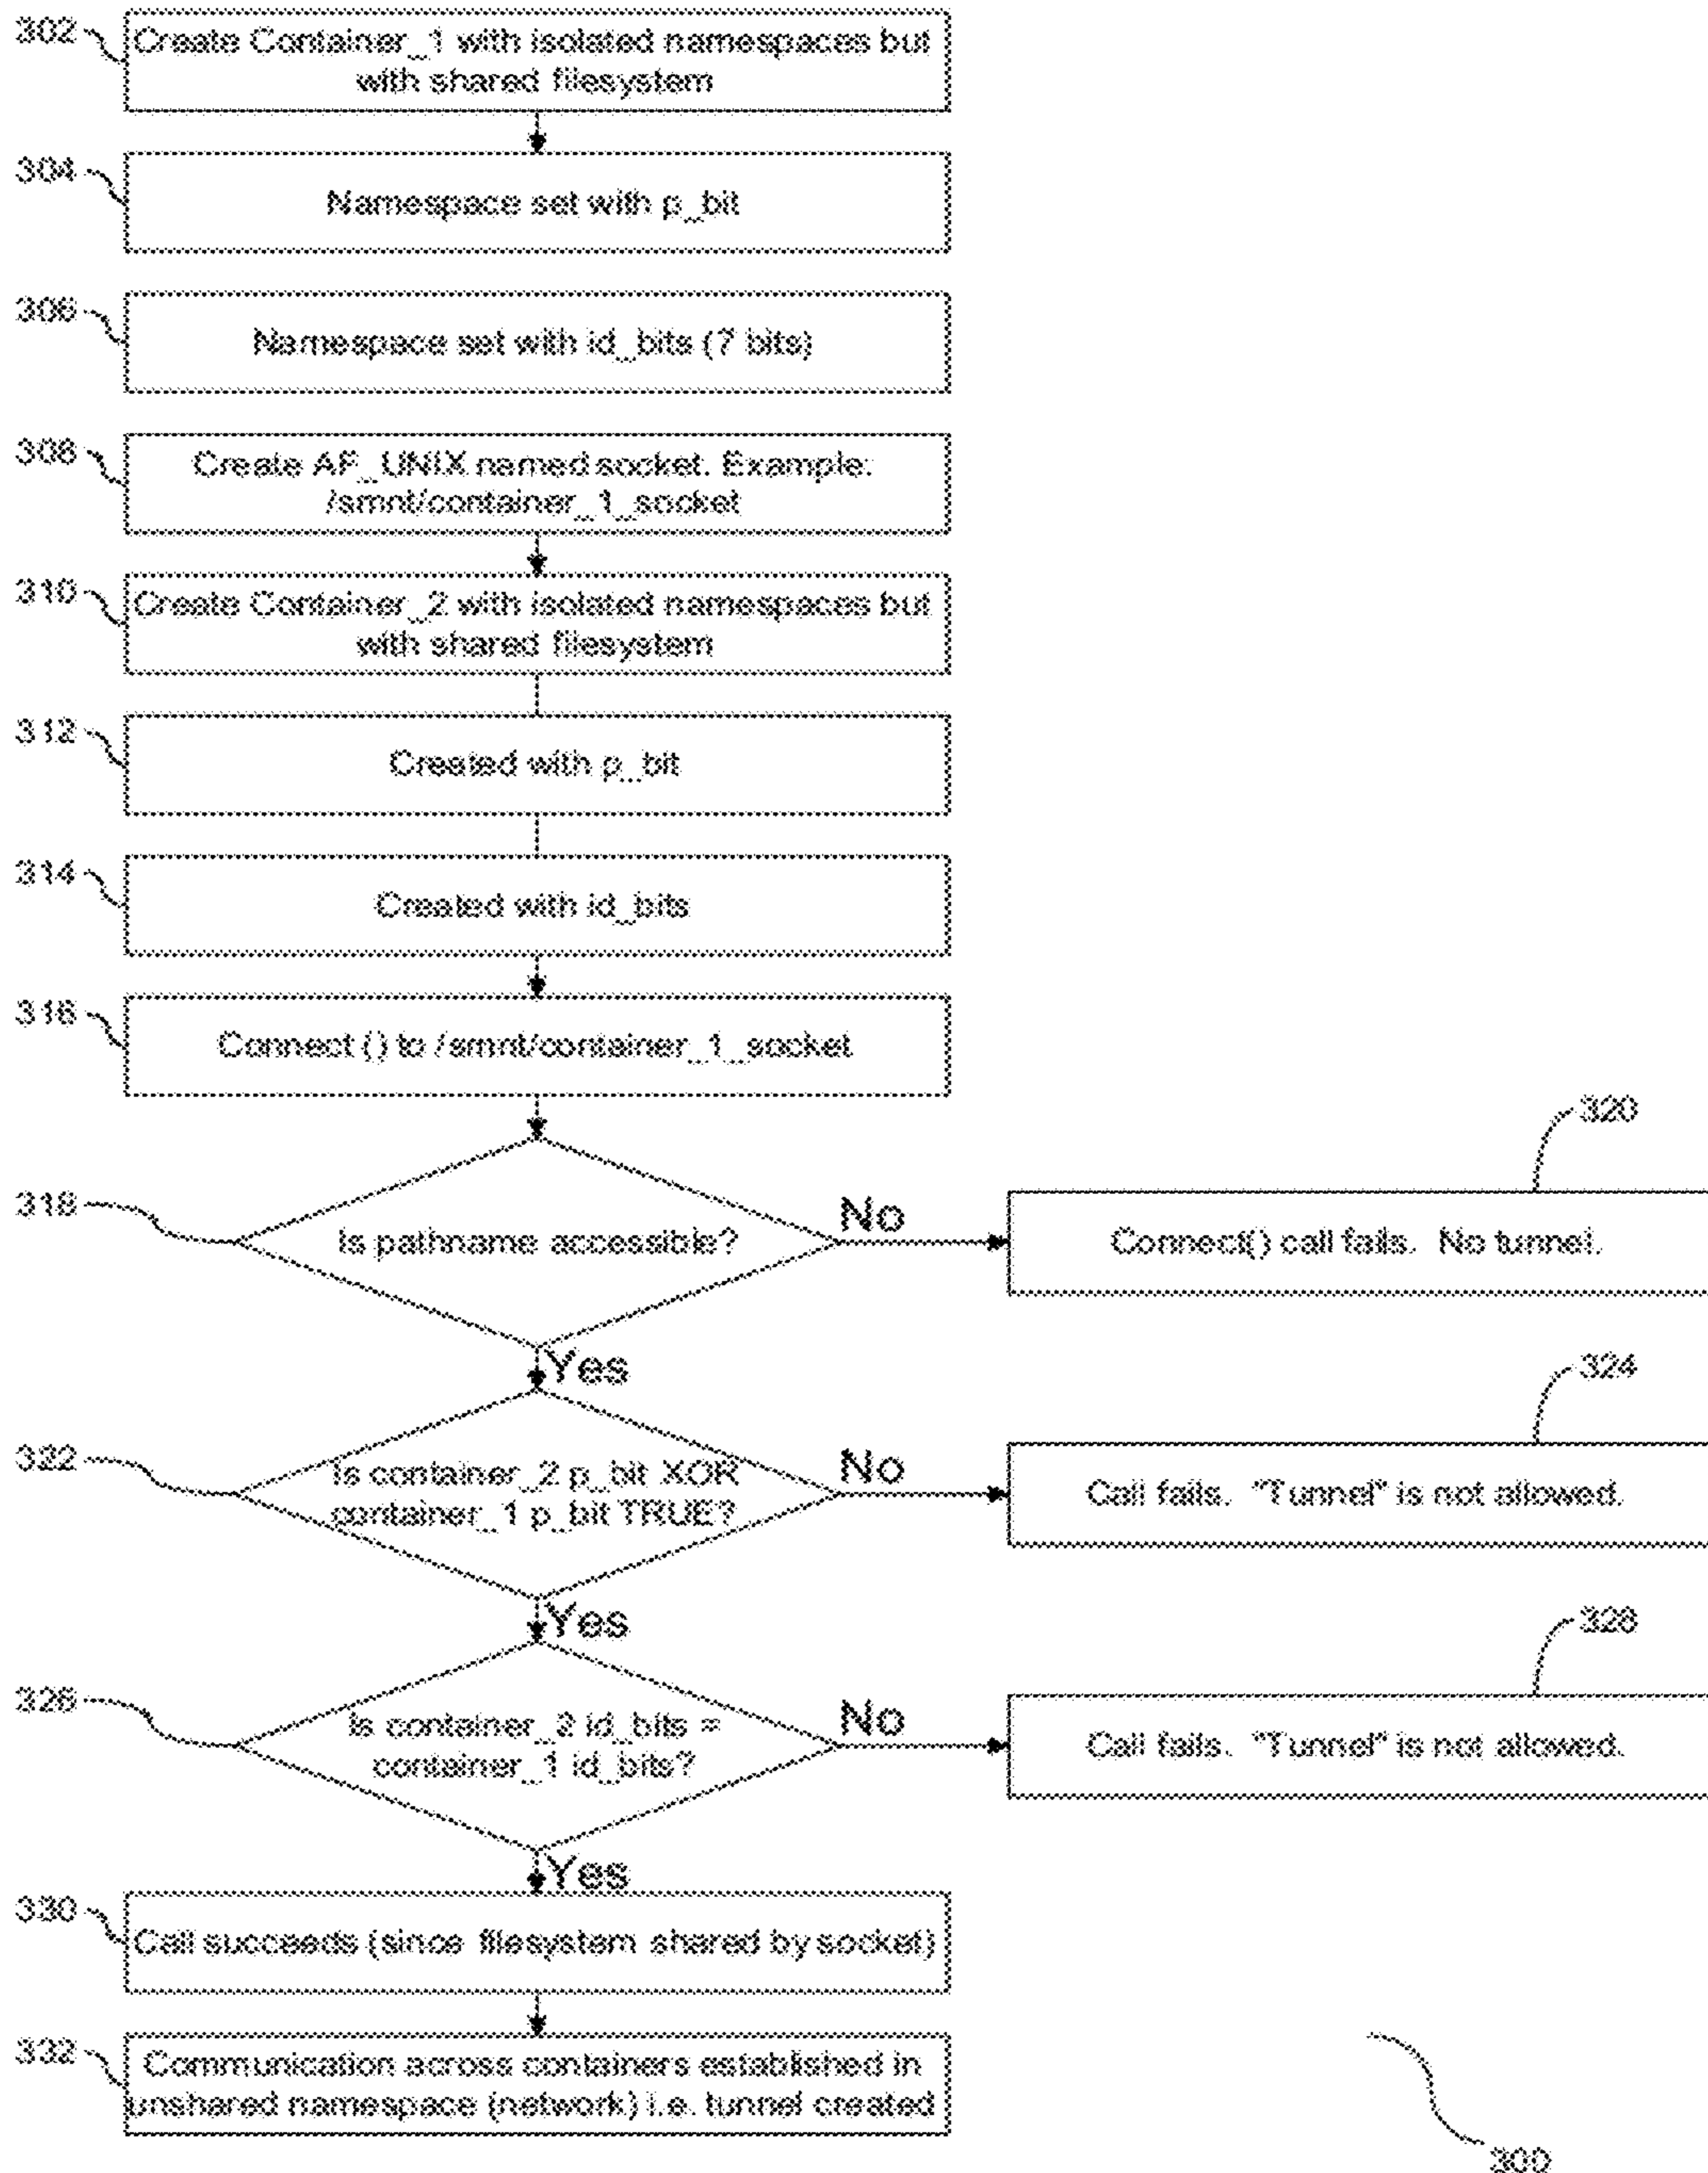 302
Create Container_1 with isolated namespaces but
with shared filesystem
304
Namespace set with p_bit
306
Namespace set with id_bits (7 bits)
308
Create AF_UNIX named socket. Example:
/smnt/container_1_socket
310
Create Container_2 with isolated namespaces but
with shared filesystem
312
Created with p_bit
314
Created with id_bits
316
Connect () to /smnt/container_1_socket
318
Is pathname accessible?
No
320
Connect() call fails. No tunnel.
Yes
322
Is container_2 p_bit XOR
container_1 p_bit TRUE?
No
324
Call fails. "Tunnel" is not allowed.
Yes
326
Is container_2 id_bits =
container_1 id_bits?
No
328
Call fails. "Tunnel" is not allowed.
Yes
330
Call succeeds (since filesystem shared by socket)
332
Communication across containers established in
unshared namespace (network) i.e. tunnel created
300